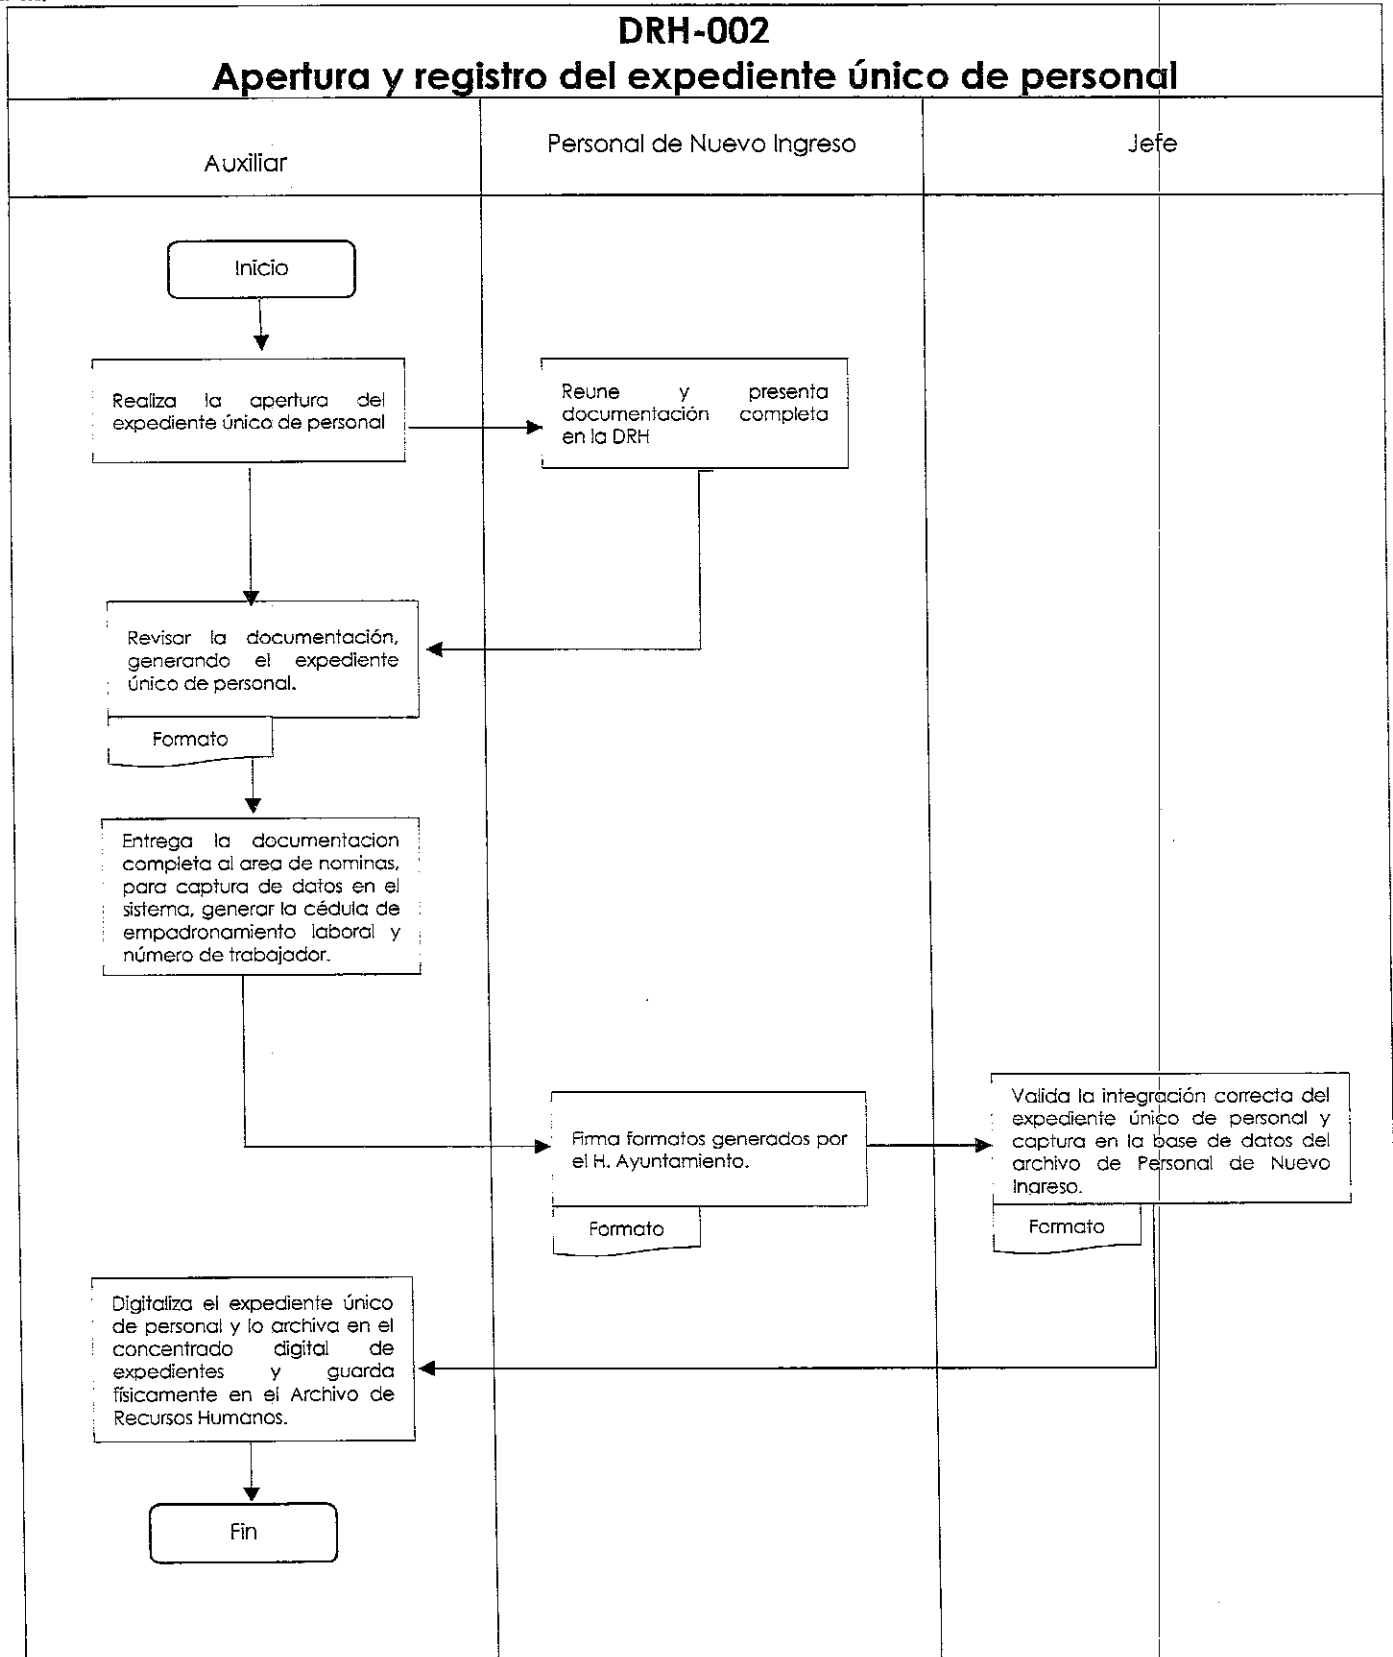 DRH-002
Apertura y registro del expediente único de personal
Auxiliar
Personal de Nuevo Ingreso
Jefe
Inicio
Realiza la apertura del
expediente único de personal
Reune y presenta
documentación completa
en la DRH
Revisar la documentación,
generando el expediente
único de personal.
Formato
Entrega la documentacion
completa al area de nominas,
para captura de datos en el
sistema, generar la cédula de
empadronamiento laboral y
número de trabajador.
Firma formatos generados por
el H. Ayuntamiento.
Formato
Valida la integración correcta del
expediente único de personal y
captura en la base de datos del
archivo de Personal de Nuevo
Ingreso.
Formato
Digitaliza el expediente único
de personal y lo archiva en el
concentrado digital de
expedientes y guarda
físicamente en el Archivo de
Recursos Humanos.
Fin